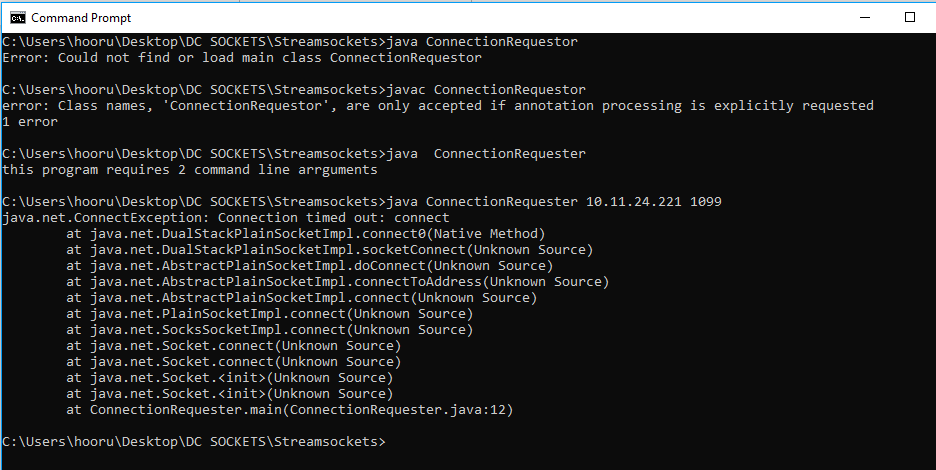 Command Prompt
C:\Users\hooru\Desktop\DC SOCKETS\Streamsockets>java ConnectionRequestor
Error: Could not find or load main class ConnectionRequestor
C:\Users\hooru\Desktop\DC SOCKETS\Streamsockets>javac ConnectionRequestor
error: Class names, 'ConnectionRequestor', are only accepted if annotation processing is explicitly requested
1 error
C:\Users\hooru\Desktop\DC SOCKETS\Streamsockets>java  ConnectionRequester
this program requires 2 command line arrguments
C:\Users\hooru\Desktop\DC SOCKETS\Streamsockets>java ConnectionRequester 10.11.24.221 1099
java.net.ConnectException: Connection timed out: connect
        at java.net.DualStackPlainSocketImpl.connect0(Native Method)
        at java.net.DualStackPlainSocketImpl.socketConnect(Unknown Source)
        at java.net.AbstractPlainSocketImpl.doConnect(Unknown Source)
        at java.net.AbstractPlainSocketImpl.connectToAddress(Unknown Source)
        at java.net.AbstractPlainSocketImpl.connect(Unknown Source)
        at java.net.PlainSocketImpl.connect(Unknown Source)
        at java.net.SocksSocketImpl.connect(Unknown Source)
        at java.net.Socket.connect(Unknown Source)
        at java.net.Socket.connect(Unknown Source)
        at java.net.Socket.<init>(Unknown Source)
        at java.net.Socket.<init>(Unknown Source)
        at ConnectionRequester.main(ConnectionRequester.java:12)
C:\Users\hooru\Desktop\DC SOCKETS\Streamsockets>